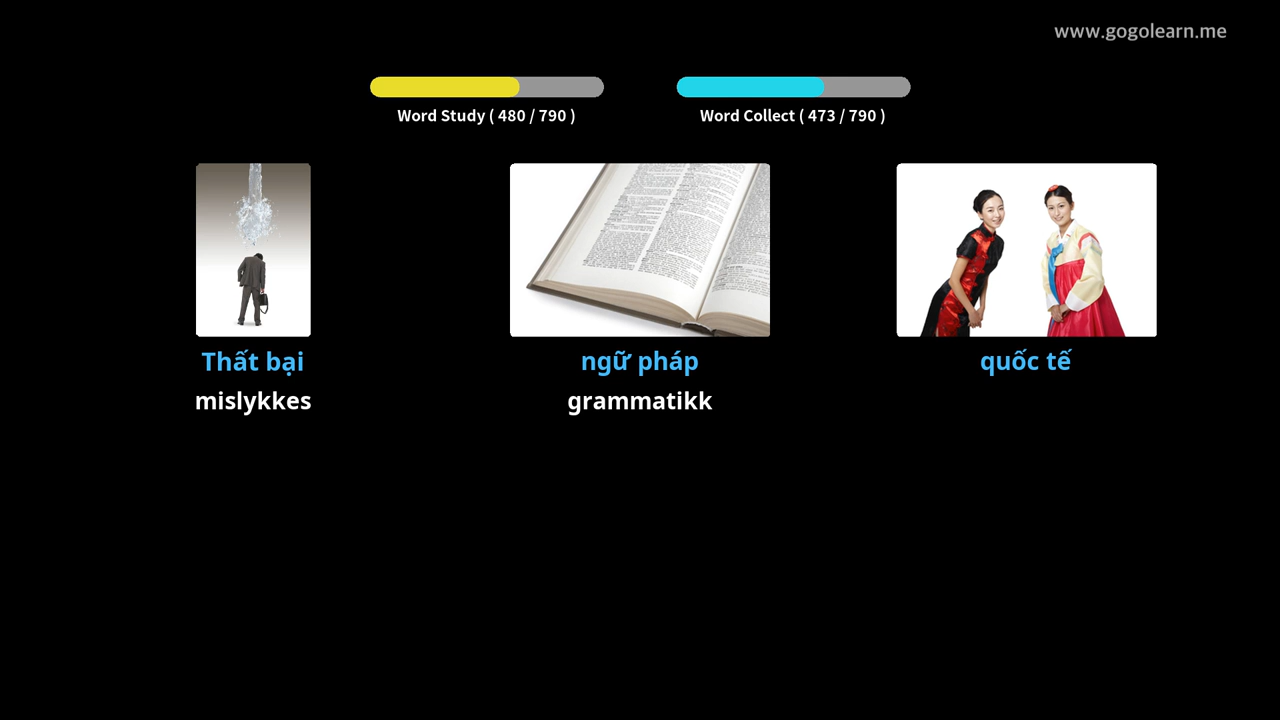 www.gogolearn.me
Word Study ( 480 / 790 )
Word Collect ( 473 / 790 )
Thất bại
mislykkes
ngữ pháp
grammatikk
quốc tế